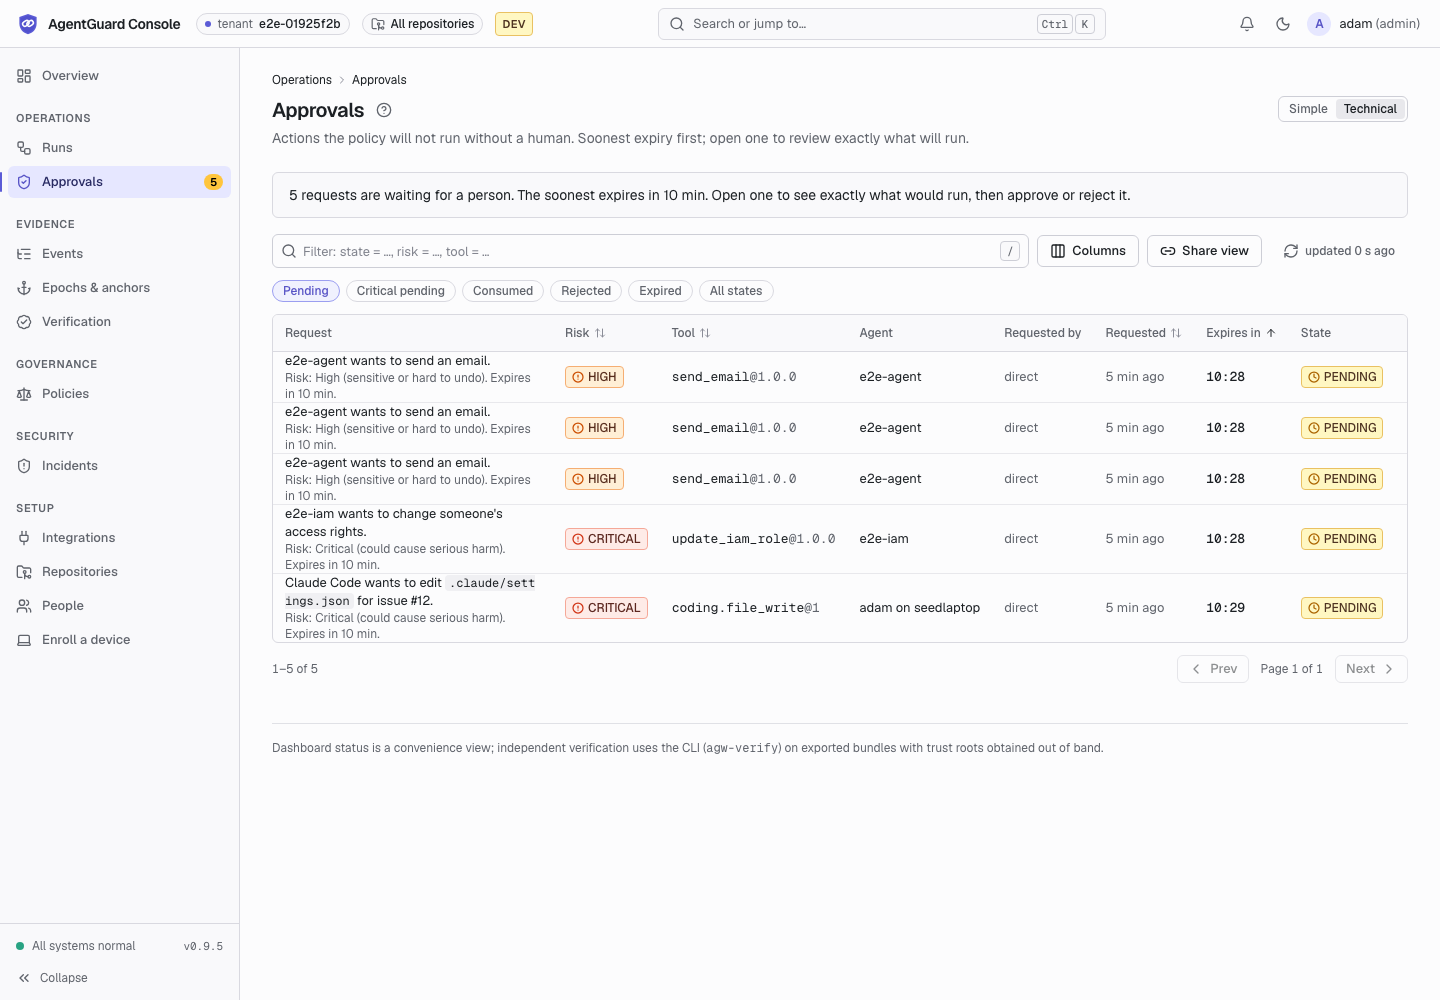 AgentGuard Console
tenant e2e-01925f2b
All repositories
DEV
Search or jump to...
Ctrl K
A
adam (admin)
Overview
OPERATIONS
Runs
Approvals 5
EVIDENCE
Events
Epochs & anchors
Verification
GOVERNANCE
Policies
SECURITY
Incidents
SETUP
Integrations
Repositories
People
Enroll a device
All systems normal v0.9.5
Collapse
Operations > Approvals
Approvals
Simple Technical
Actions the policy will not run without a human. Soonest expiry first; open one to review exactly what will run.
5 requests are waiting for a person. The soonest expires in 10 min. Open one to see exactly what would run, then approve or reject it.
Filter: state = ..., risk = ..., tool = ... /
Columns
Share view
updated 0 s ago
Pending Critical pending Consumed Rejected Expired All states
Request Risk Tool Agent Requested by Requested Expires in State
e2e-agent wants to send an email.
Risk: High (sensitive or hard to undo). Expires
in 10 min.
HIGH send_email@1.0.0 e2e-agent direct 5 min ago 10:28 PENDING
e2e-agent wants to send an email.
Risk: High (sensitive or hard to undo). Expires
in 10 min.
HIGH send_email@1.0.0 e2e-agent direct 5 min ago 10:28 PENDING
e2e-agent wants to send an email.
Risk: High (sensitive or hard to undo). Expires
in 10 min.
HIGH send_email@1.0.0 e2e-agent direct 5 min ago 10:28 PENDING
e2e-iam wants to change someone's
access rights.
Risk: Critical (could cause serious harm).
Expires in 10 min.
CRITICAL update_iam_role@1.0.0 e2e-iam direct 5 min ago 10:28 PENDING
Claude Code wants to edit .claude/sett
ings.json for issue #12.
Risk: Critical (could cause serious harm).
Expires in 10 min.
CRITICAL coding.file_write@1 adam on seedlaptop direct 5 min ago 10:29 PENDING
1–5 of 5
Prev Page 1 of 1 Next
Dashboard status is a convenience view; independent verification uses the CLI (agw-verify) on exported bundles with trust roots obtained out of band.